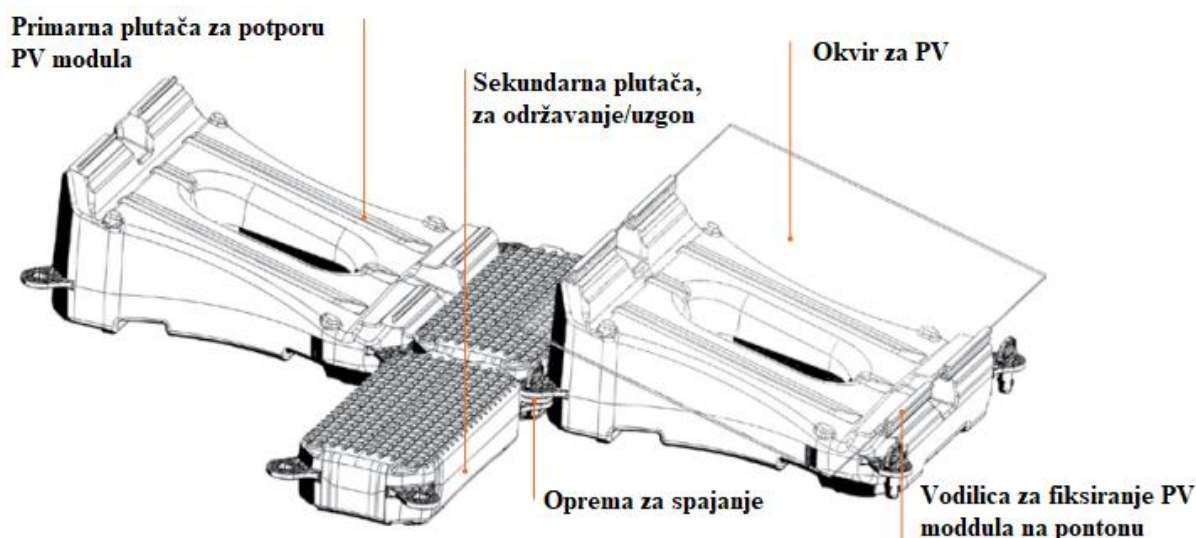 Primarna plutača za potporu
PV modula
Sekundarna plutača,
za održavanje/uzgon
Okvir za PV
Oprema za spajanje
Vodilica za fiksiranje PV
moddula na pontonu